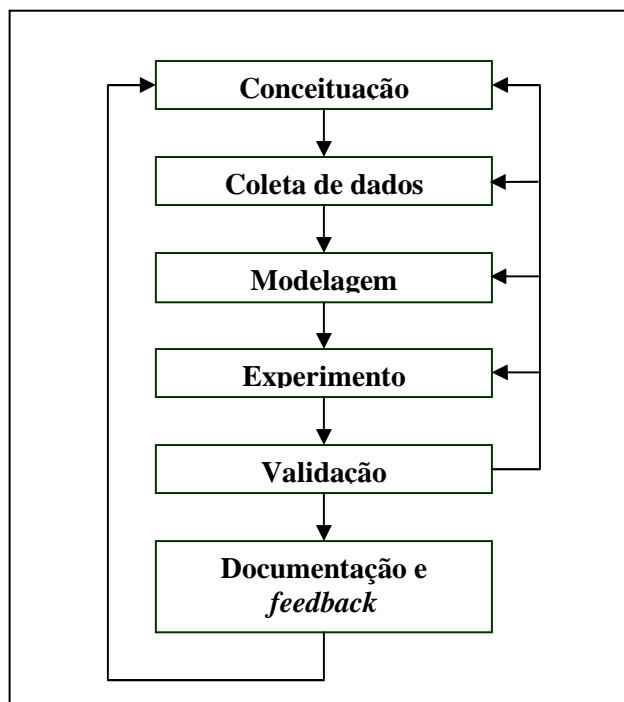 Conceituação
Coleta de dados
Modelagem
Experimento
Validação
Documentação e
feedback